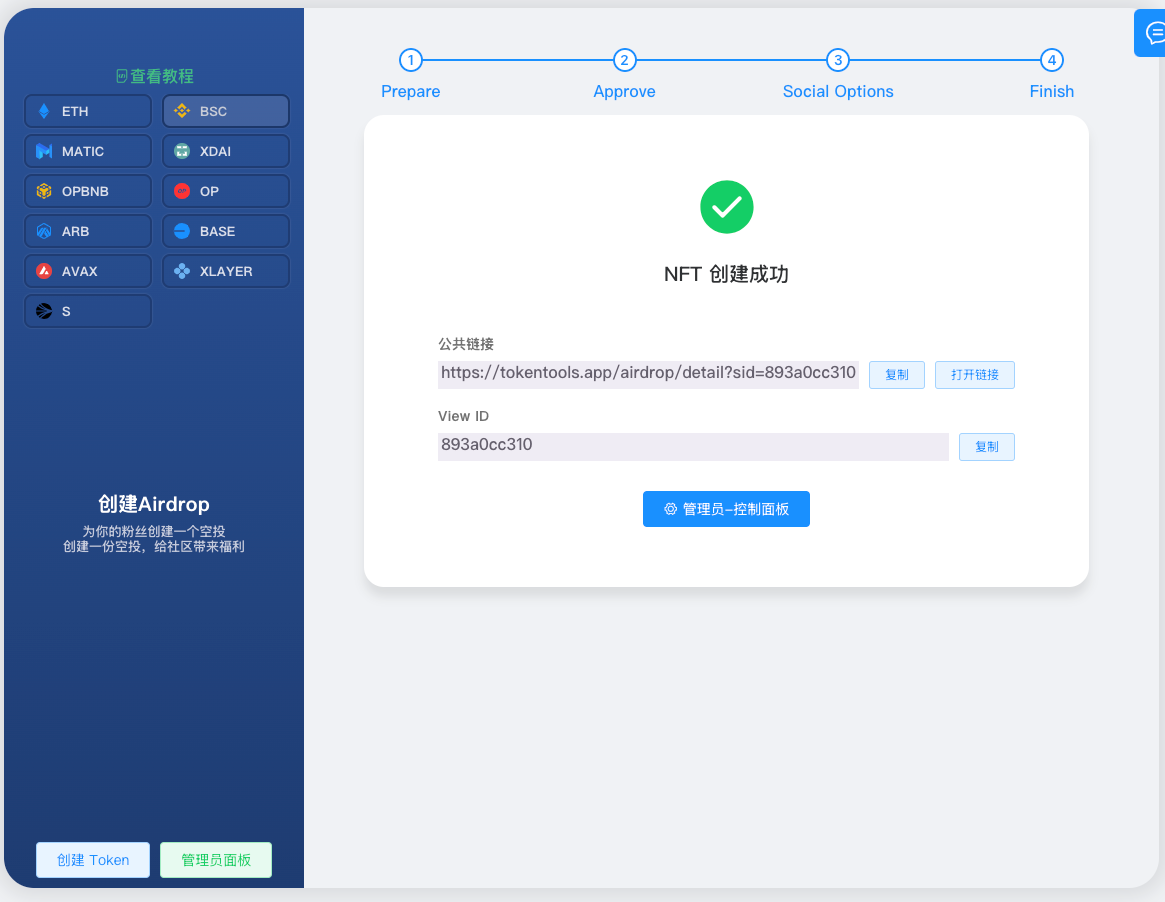 查看教程
ETH
BSC
MATIC
XDAI
OPBNB
OP
ARB
BASE
AVAX
XLAYER
S
创建Airdrop
为你的粉丝创建一个空投
创建一份空投，给社区带来福利
创建 Token
管理员面板
1
2
3
4
Prepare
Approve
Social Options
Finish
NFT 创建成功
公共链接
https://tokentools.app/airdrop/detail?sid=893a0cc310
复制
打开链接
View ID
893a0cc310
复制
管理员-控制面板